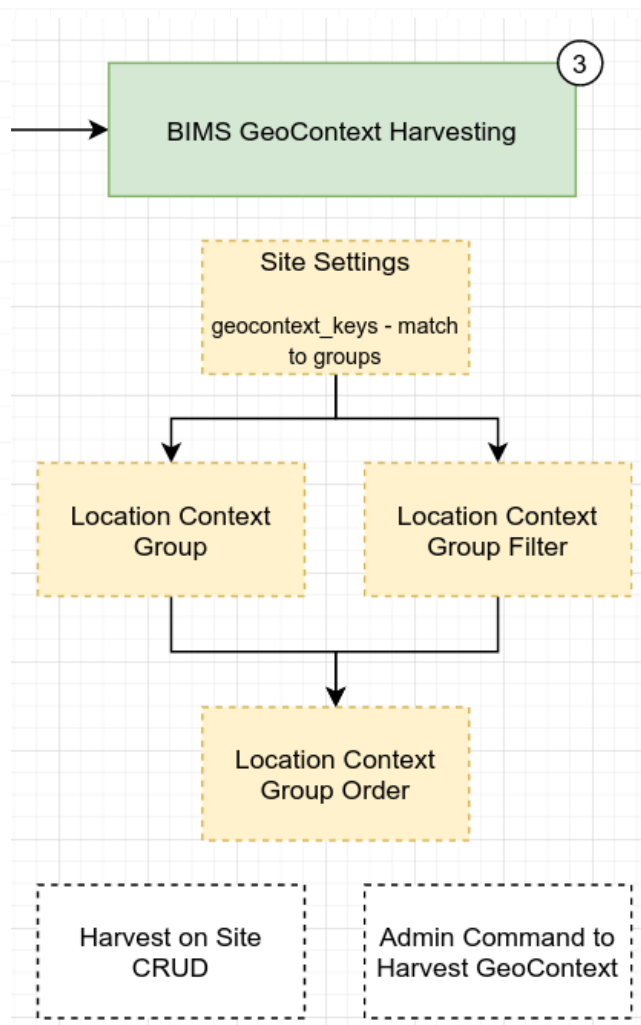 3
BIMS GeoContext Harvesting
Site Settings
geocontext_keys - match
to groups
Location Context
Group
Location Context
Group Filter
Location Context
Group Order
Harvest on Site
CRUD
Admin Command to
Harvest GeoContext